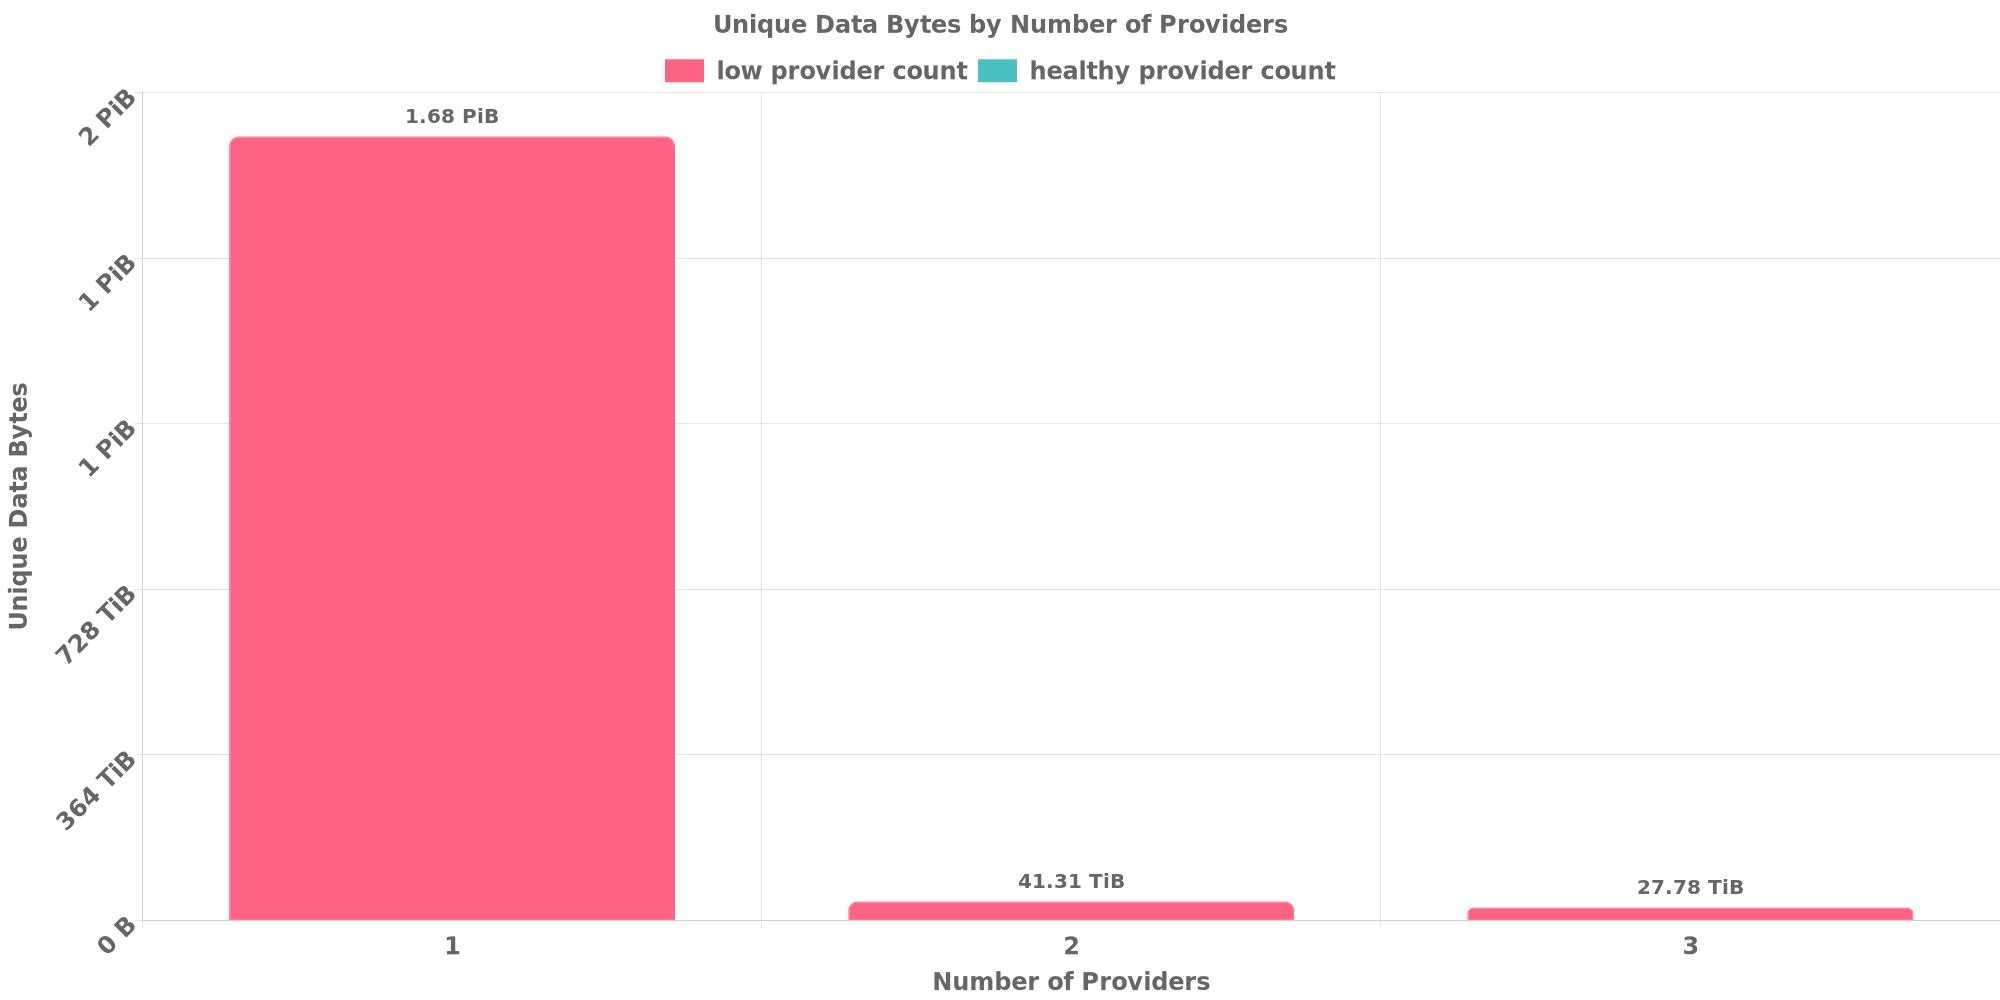 Unique Data Bytes by Number of Providers
low provider count healthy provider count
2 PiB
1 PiB
1 PiB
728 TiB
364 TiB
0 B
Unique Data Bytes
1.68 PiB
41.31 TiB
27.78 TiB
1 2 3
Number of Providers